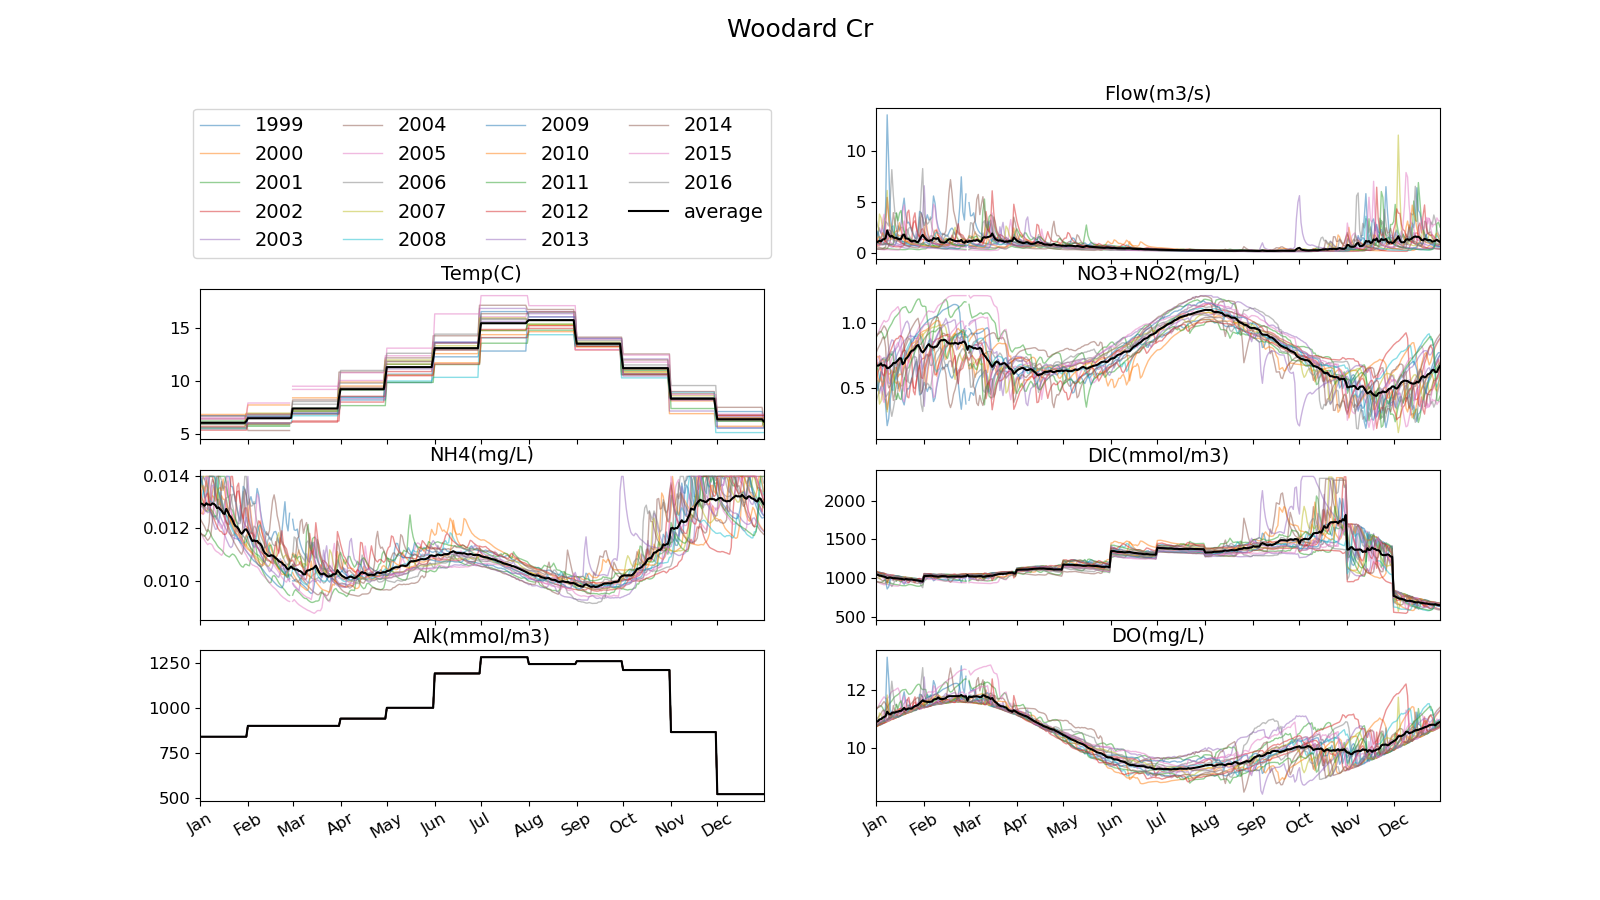 Woodard Cr
1999 2004 2009 2014
2000 2005 2010 2015
2001 2006 2011 2016
2002 2007 2012 average
2003 2008 2013
Flow(m3/s)
10
5
0
Temp(C)
15
10
5
NO3+NO2(mg/L)
1.0
0.5
NH4(mg/L)
0.014
0.012
0.010
DIC(mmol/m3)
2000
1500
1000
500
Alk(mmol/m3)
1250
1000
750
500
Jan Feb Mar Apr May Jun Jul Aug Sep Oct Nov Dec
DO(mg/L)
12
10
Jan Feb Mar Apr May Jun Jul Aug Sep Oct Nov Dec